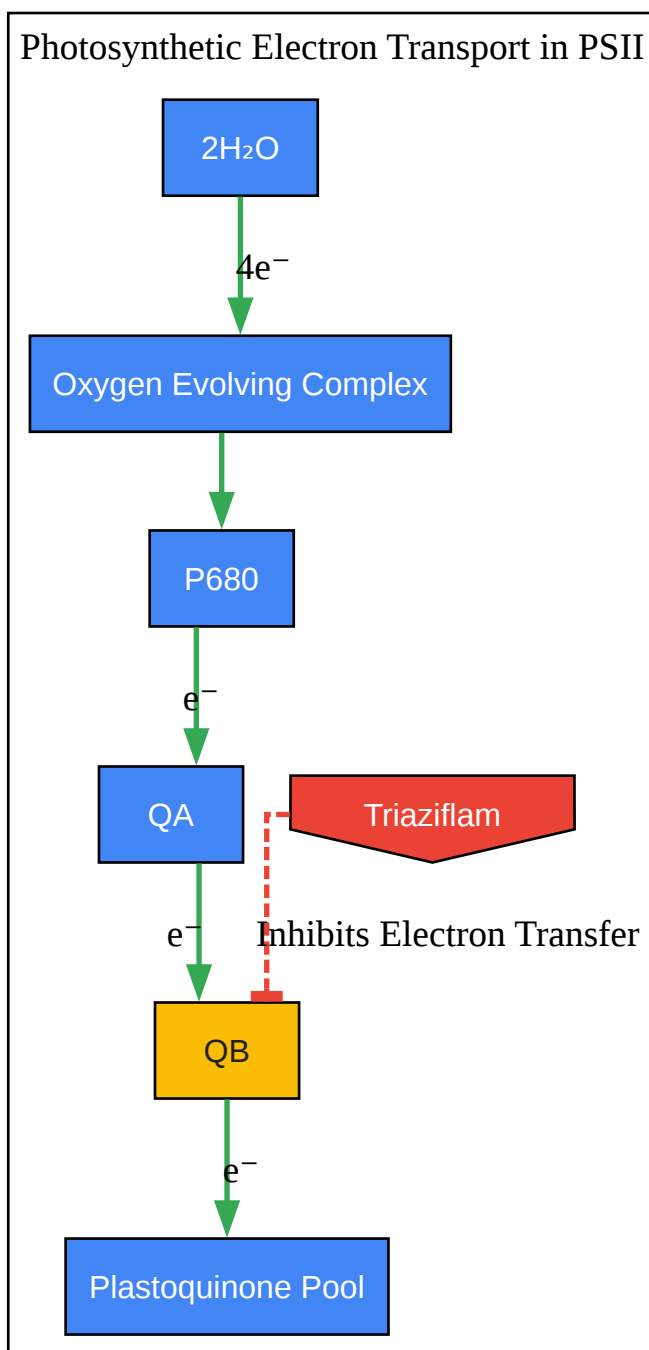 Photosynthetic Electron Transport in PSII
2H₂O
4e⁻
Oxygen Evolving Complex
P680
e⁻
QA
Triaziflam
e⁻
Inhibits Electron Transfer
QB
e⁻
Plastoquinone Pool